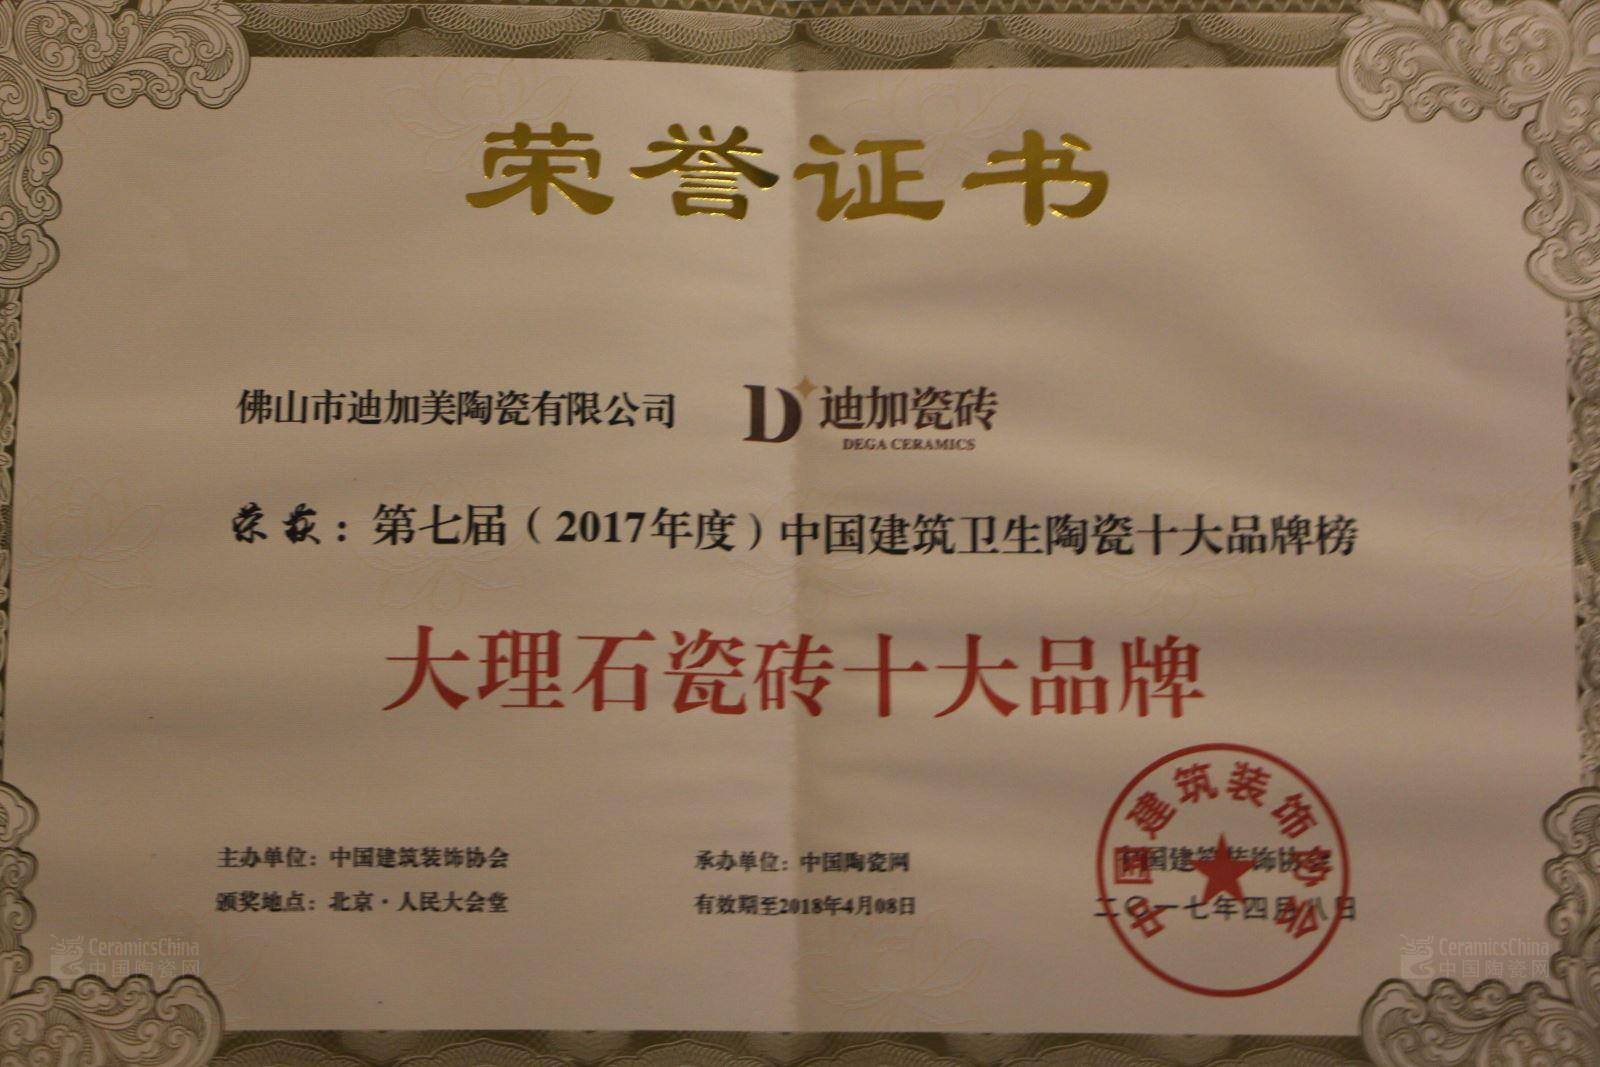 荣誉证书
佛山市迪加美陶瓷有限公司 D 迪加瓷砖
DEGA CERAMICS
荣获：第七届（2017年度）中国建筑卫生陶瓷十大品牌榜
大理石瓷砖十大品牌
主办单位：中国建筑装饰协会 承办单位：中国陶瓷网 中国建筑装饰协会
颁奖地点：北京·人民大会堂 有效期至2018年4月08日 二〇一七年四月八日
中国建筑装饰协会
CeramicsChina
中国陶瓷网
CeramicsChina
中国陶瓷网